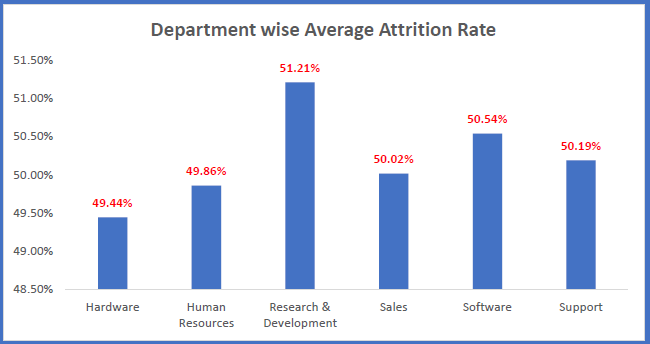 Department wise Average Attrition Rate
51.50%
51.00%
50.50%
50.00%
49.50%
49.00%
48.50%
49.44%
49.86%
51.21%
50.02%
50.54%
50.19%
Hardware
Human
Resources
Research &
Development
Sales
Software
Support